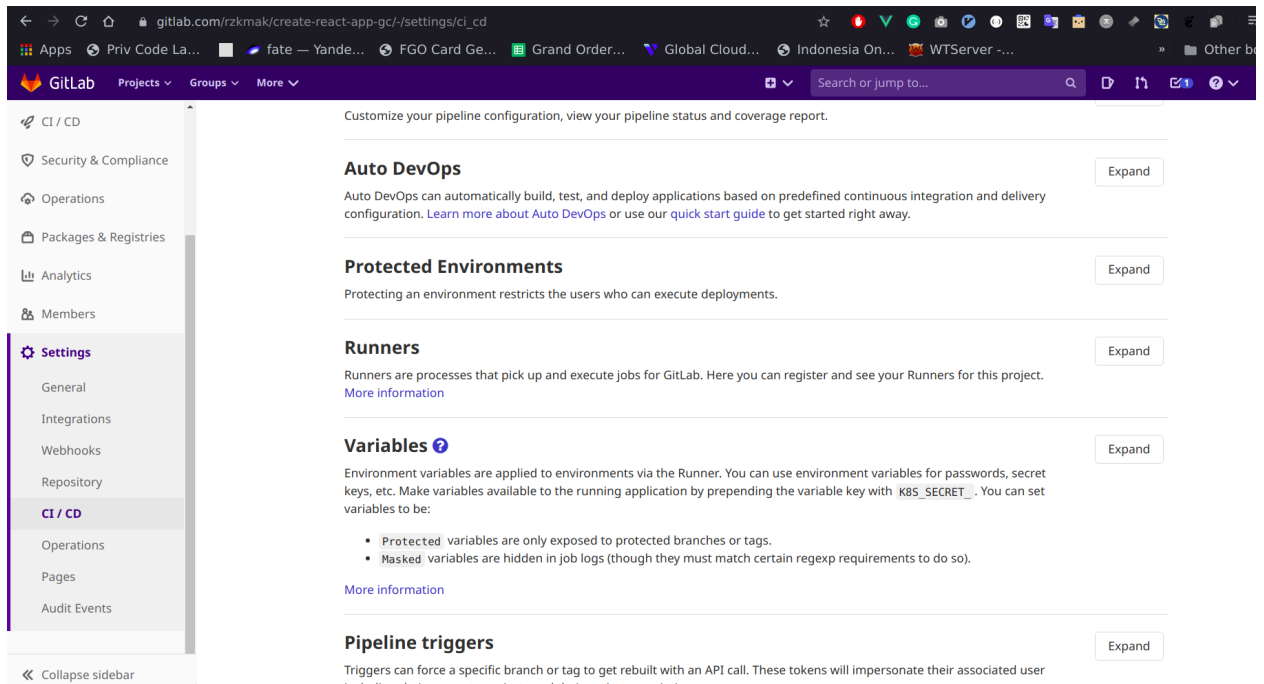 gitlab.com/rzkmak/create-react-app-gc/-/settings/ci_cd
Apps Priv Code La... fate — Yande... FGO Card Ge... Grand Order... Global Cloud... Indonesia On... WTServer -... » Other bo
GitLab Projects Groups More Search or jump to... 1
CI / CD
Security & Compliance
Operations
Packages & Registries
Analytics
Members
Settings
General
Integrations
Webhooks
Repository
CI / CD
Operations
Pages
Audit Events
Collapse sidebar
Customize your pipeline configuration, view your pipeline status and coverage report.
Auto DevOps
Expand
Auto DevOps can automatically build, test, and deploy applications based on predefined continuous integration and delivery
configuration. Learn more about Auto DevOps or use our quick start guide to get started right away.
Protected Environments
Expand
Protecting an environment restricts the users who can execute deployments.
Runners
Expand
Runners are processes that pick up and execute jobs for GitLab. Here you can register and see your Runners for this project.
More information
Variables
Expand
Environment variables are applied to environments via the Runner. You can use environment variables for passwords, secret
keys, etc. Make variables available to the running application by prepending the variable key with K8S_SECRET_. You can set
variables to be:
• Protected variables are only exposed to protected branches or tags.
• Masked variables are hidden in job logs (though they must match certain regexp requirements to do so).
More information
Pipeline triggers
Expand
Triggers can force a specific branch or tag to get rebuilt with an API call. These tokens will impersonate their associated user